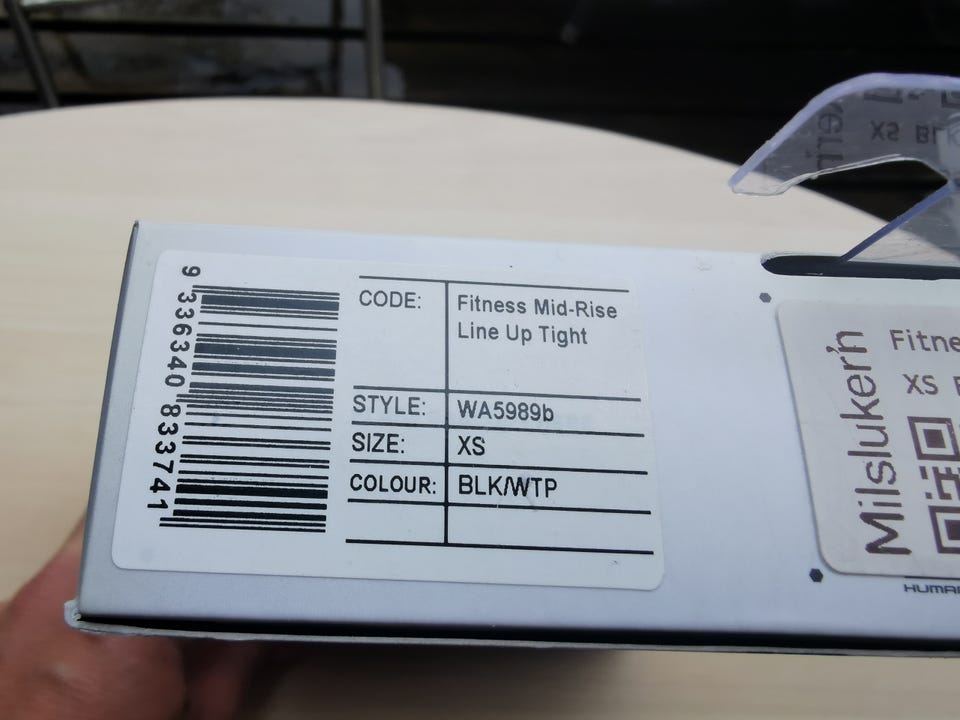 9 336340 833741
CODE: Fitness Mid-Rise
Line Up Tight
STYLE: WA5989b
SIZE: XS
COLOUR: BLK/WTP
Milslukern
XS
XS